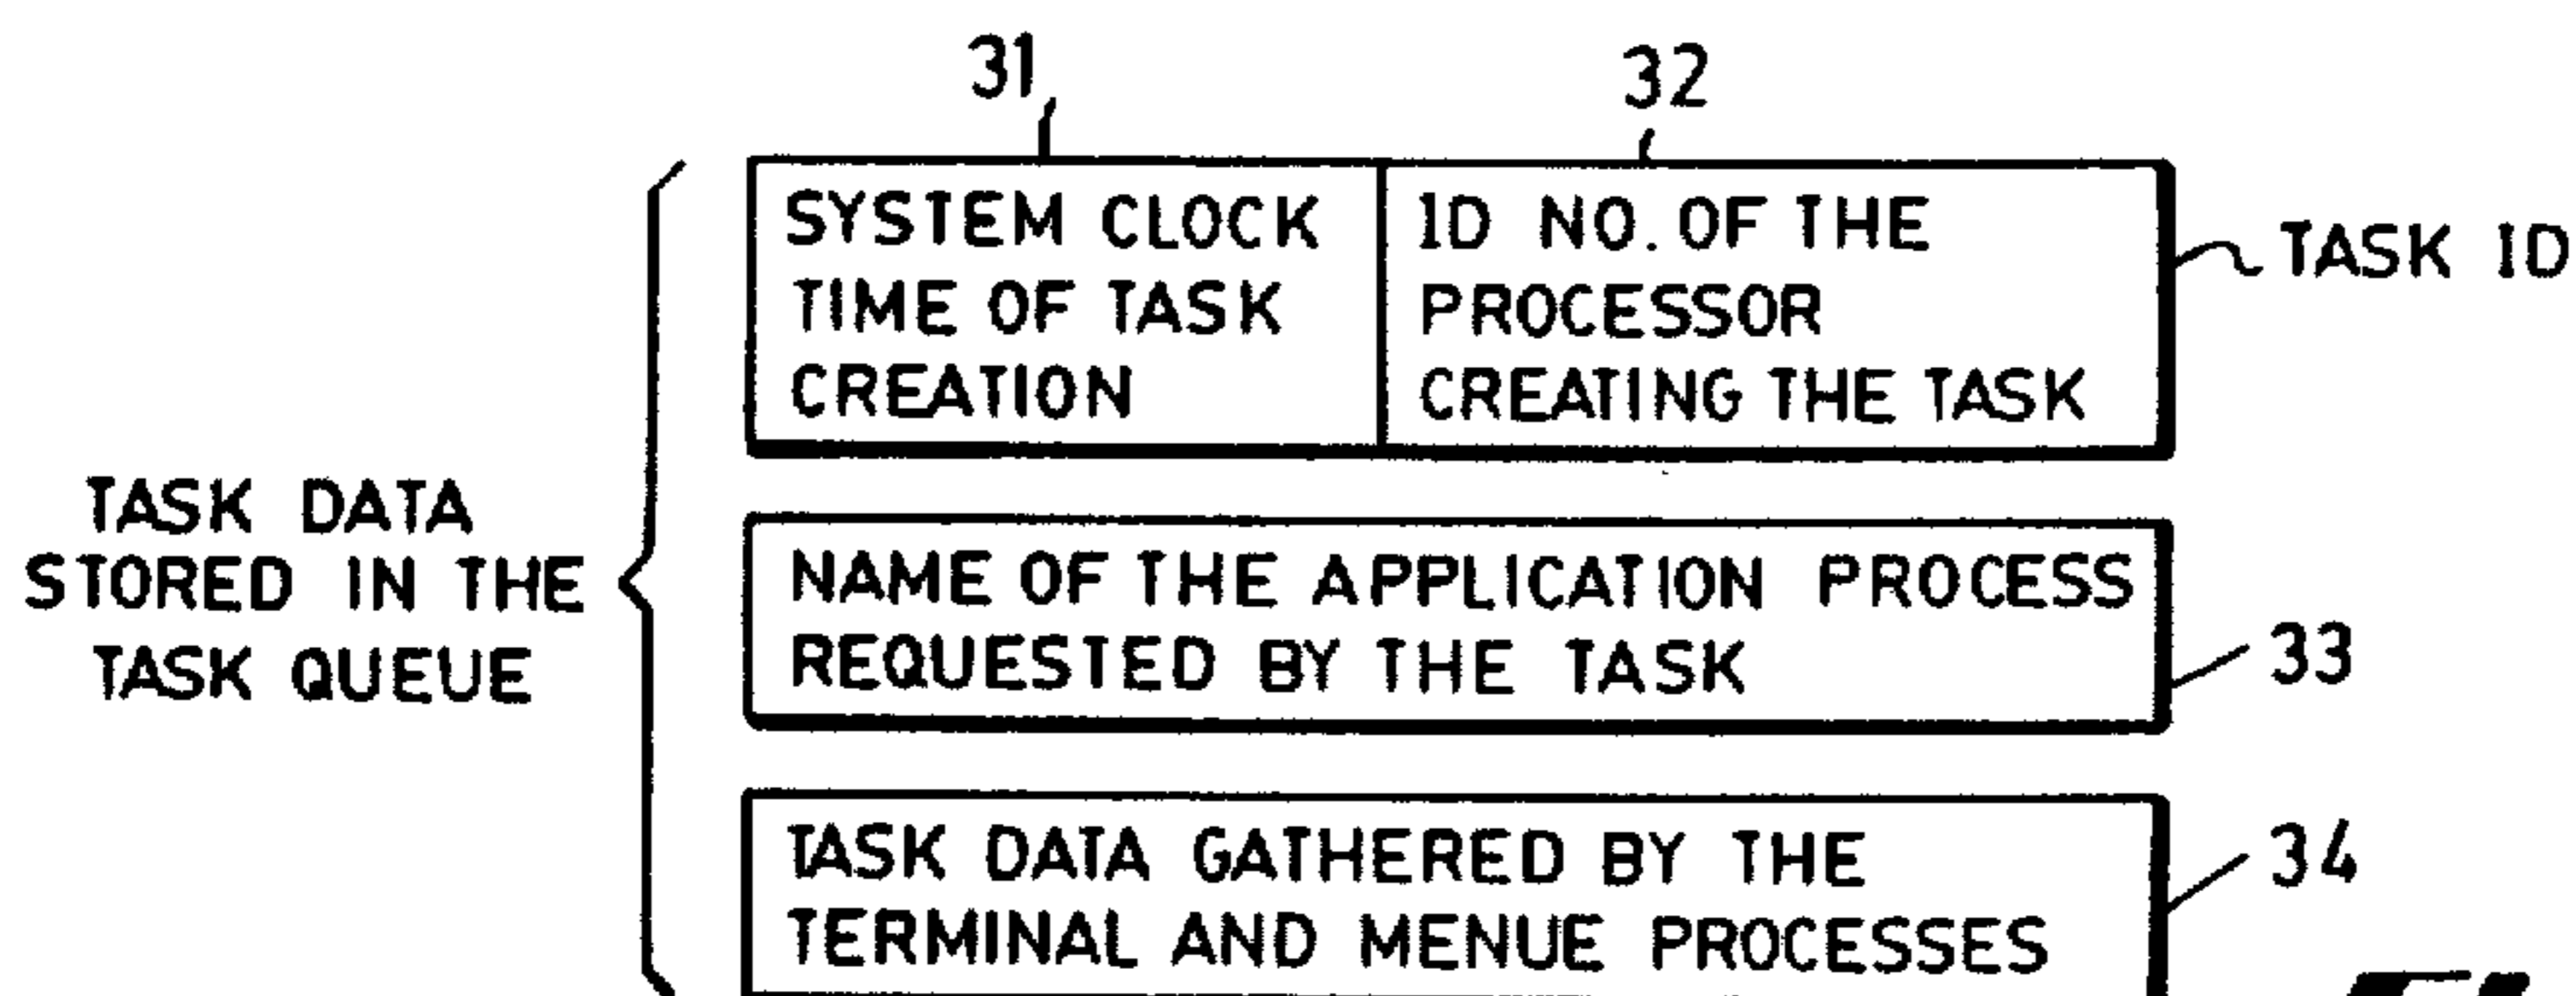 31
32
SYSTEM CLOCK
TIME OF TASK
CREATION
ID NO. OF THE
PROCESSOR
CREATING THE TASK
TASK ID
TASK DATA
STORED IN THE
TASK QUEUE
NAME OF THE APPLICATION PROCESS
REQUESTED BY THE TASK
33
TASK DATA GATHERED BY THE
TERMINAL AND MENUE PROCESSES
34